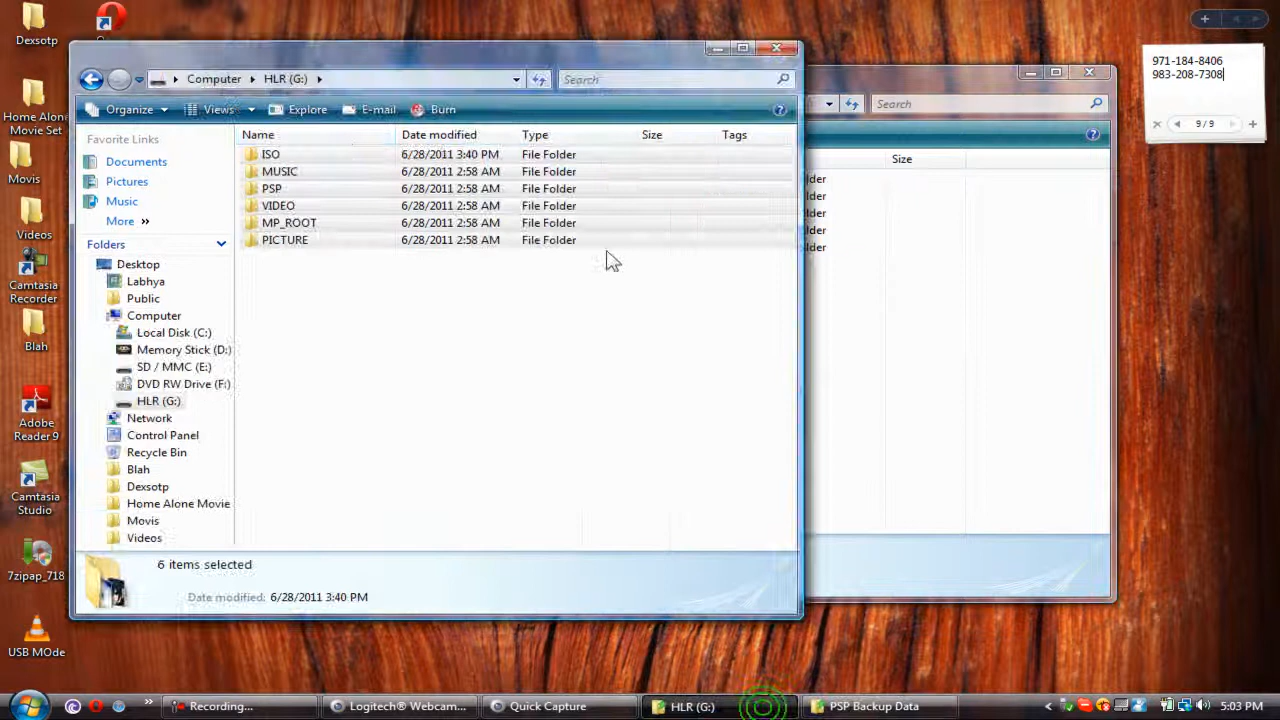 Dexsotp
Home Alone
Movie Set
Movis
Videos
Camtasia
Recorder
Blah
Adobe
Reader 9
Camtasia
Studio
7zipap_718
USB MOde
Computer
HLR (G:)
Search
Organize
Views
Explore
E-mail
Burn
Favorite Links
Documents
Pictures
Music
More »
Folders
Desktop
Labhya
Public
Computer
Local Disk (C:)
Memory Stick (D:)
SD / MMC (E:)
DVD RW Drive (F:)
HLR (G:)
Network
Control Panel
Recycle Bin
Blah
Dexsotp
Home Alone Movie
Movis
Videos
Name Date modified Type Size Tags
ISO 6/28/2011 3:40 PM File Folder
MUSIC 6/28/2011 2:58 AM File Folder
PSP 6/28/2011 2:58 AM File Folder
VIDEO 6/28/2011 2:58 AM File Folder
MP_ROOT 6/28/2011 2:58 AM File Folder
PICTURE 6/28/2011 2:58 AM File Folder
6 items selected
Date modified: 6/28/2011 3:40 PM
Search
Size
lder
lder
lder
lder
lder
971-184-8406
983-208-7308
9/9
Recording...
Logitech® Webcam...
Quick Capture
HLR (G:)
PSP Backup Data
5:03 PM